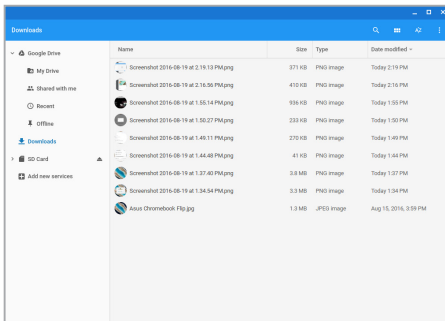 Downloads
Google Drive
My Drive
Shared with me
Recent
Offline
Downloads
SD Card
Add new services
Name Size Type Date modified
Screenshot 2016-08-19 at 2.19.13 PM.png 371 KB PNG image Today 2:19 PM
Screenshot 2016-08-19 at 2.16.56 PM.png 410 KB PNG image Today 2:16 PM
Screenshot 2016-08-19 at 1.55.14 PM.png 936 KB PNG image Today 1:55 PM
Screenshot 2016-08-19 at 1.50.27 PM.png 233 KB PNG image Today 1:50 PM
Screenshot 2016-08-19 at 1.49.11 PM.png 270 KB PNG image Today 1:49 PM
Screenshot 2016-08-19 at 1.44.48 PM.png 41 KB PNG image Today 1:44 PM
Screenshot 2016-08-19 at 1.37.40 PM.png 3.8 MB PNG image Today 1:37 PM
Screenshot 2016-08-19 at 1.34.54 PM.png 3.3 MB PNG image Today 1:34 PM
Asus Chromebook Flip.jpg 1.3 MB JPEG image Aug 15, 2016, 3:59 PM